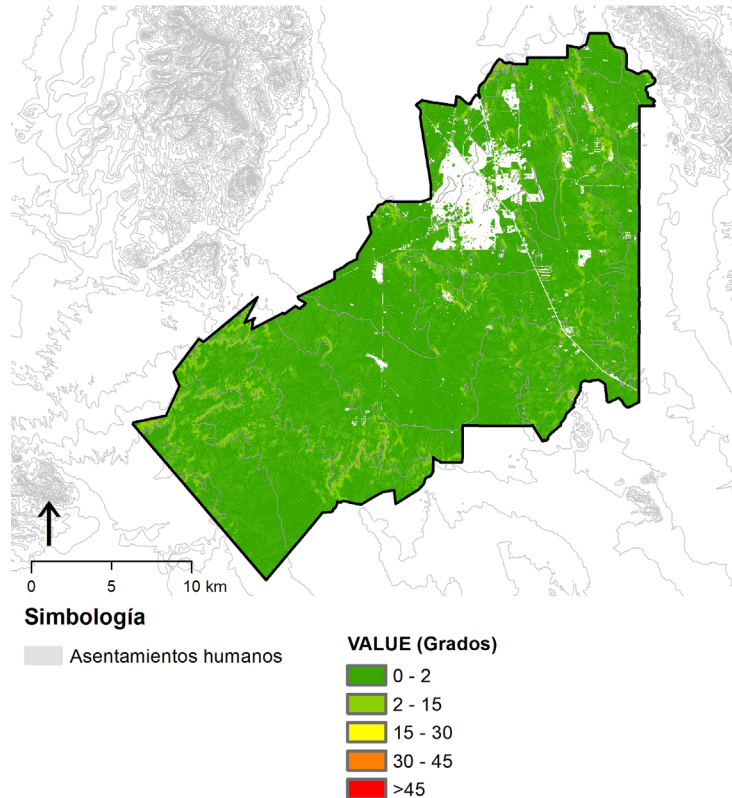 0 5 10 km
Simbología
Asentamientos humanos
VALUE (Grados)
0 - 2
2 - 15
15 - 30
30 - 45
>45